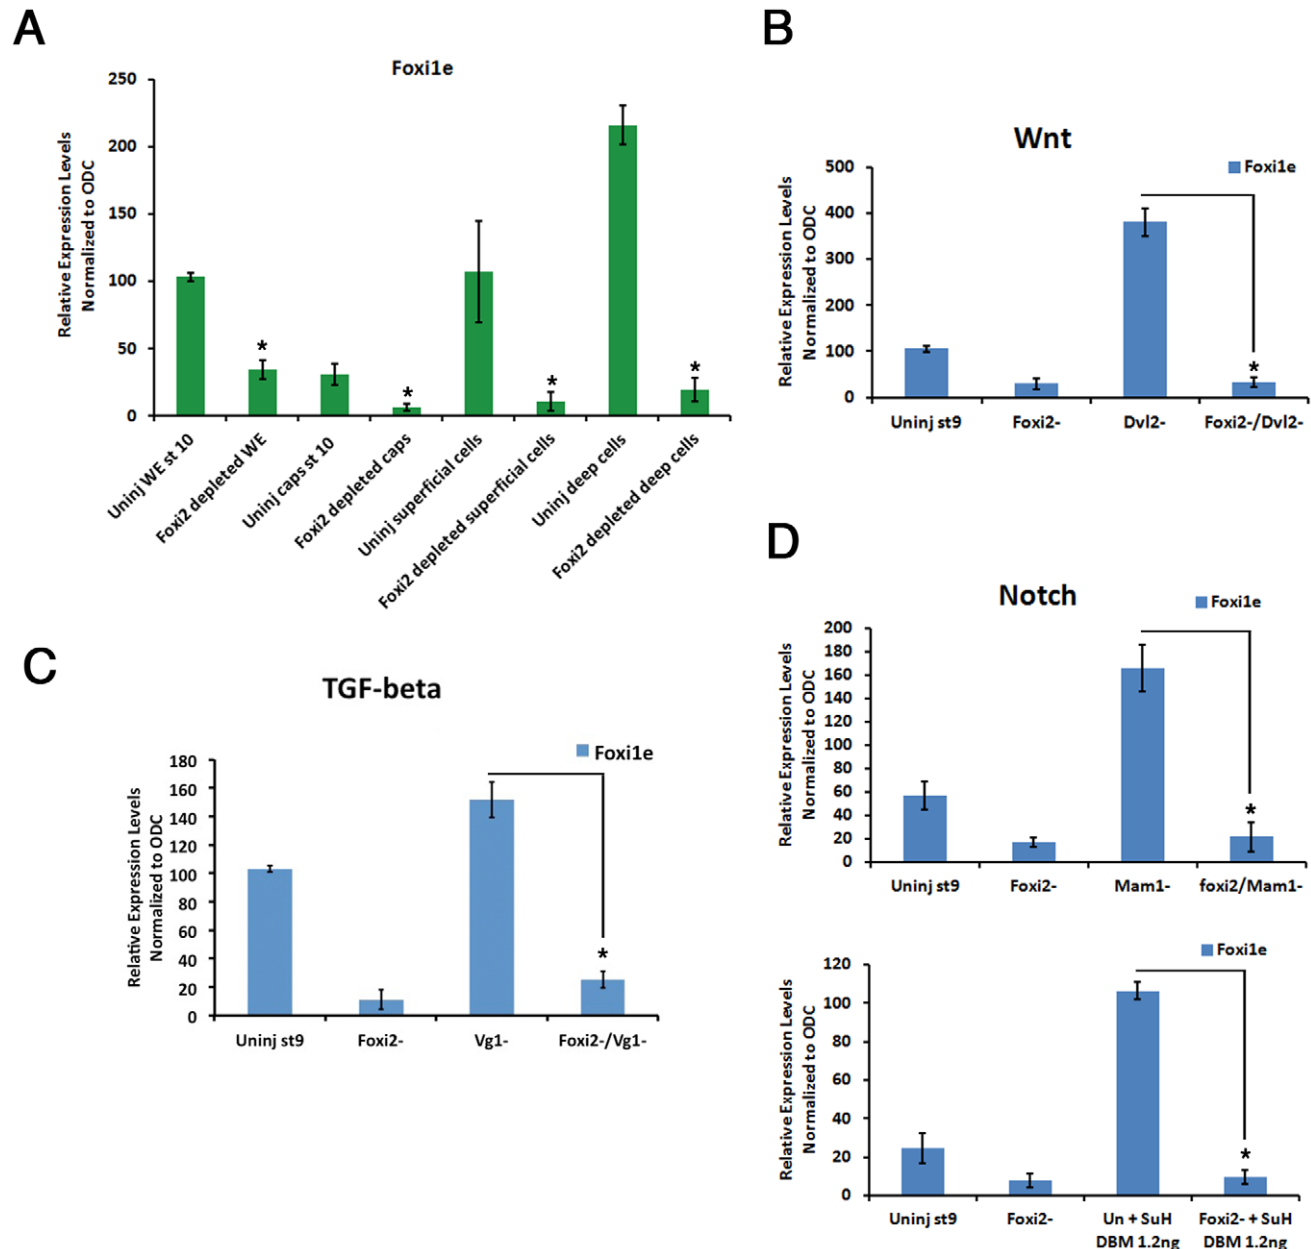 A
Foxi1e
Relative Expression Levels
Normalized to ODC
250
200
150
100
50
0
*
*
*
*
Uninj WE st 10
Foxi2 depleted WE
Uninj caps st 10
Foxi2 depleted caps
Uninj superficial cells
Foxi2 depleted superficial cells
Uninj deep cells
Foxi2 depleted deep cells
B
Wnt
Foxi1e
Relative Expression Levels
Normalized to ODC
500
400
300
200
100
0
*
Uninj st9
Foxi2-
Dvl2-
Foxi2-/Dvl2-
C
TGF-beta
Foxi1e
Relative Expression Levels
Normalized to ODC
180
160
140
120
100
80
60
40
20
0
*
Uninj st9
Foxi2-
Vg1-
Foxi2-/Vg1-
D
Notch
Foxi1e
Relative Expression Levels
Normalized to ODC
200
180
160
140
120
100
80
60
40
20
0
*
Uninj st9
Foxi2-
Mam1-
foxi2/Mam1-
Foxi1e
Relative Expression Levels
Normalized to ODC
120
100
80
60
40
20
0
*
Uninj st9
Foxi2-
Un + SuH
DBM 1.2ng
Foxi2- + SuH
DBM 1.2ng